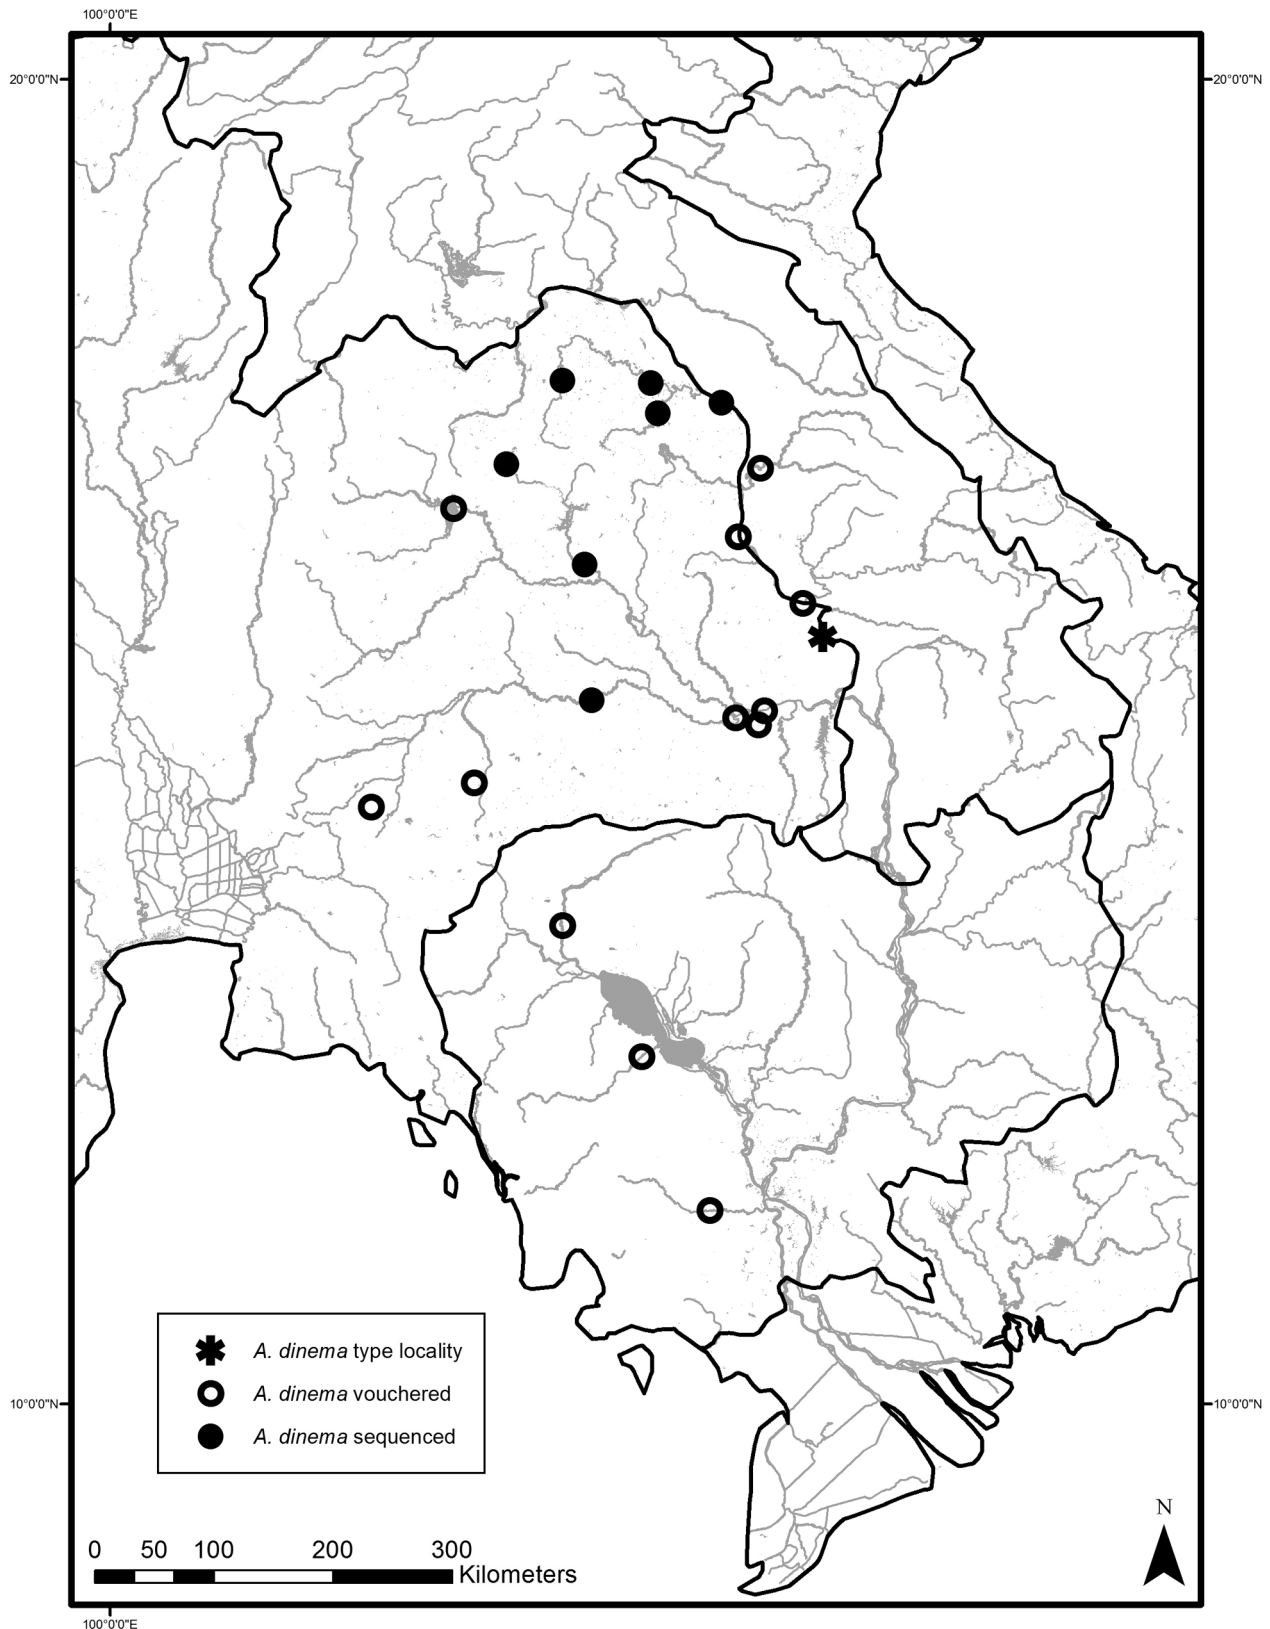 100°0'0"E
20°0'0"N
20°0'0"N
A. dinema type locality
A. dinema vouchered
A. dinema sequenced
10°0'0"N
10°0'0"N
N
0 50 100 200 300
Kilometers
100°0'0"E